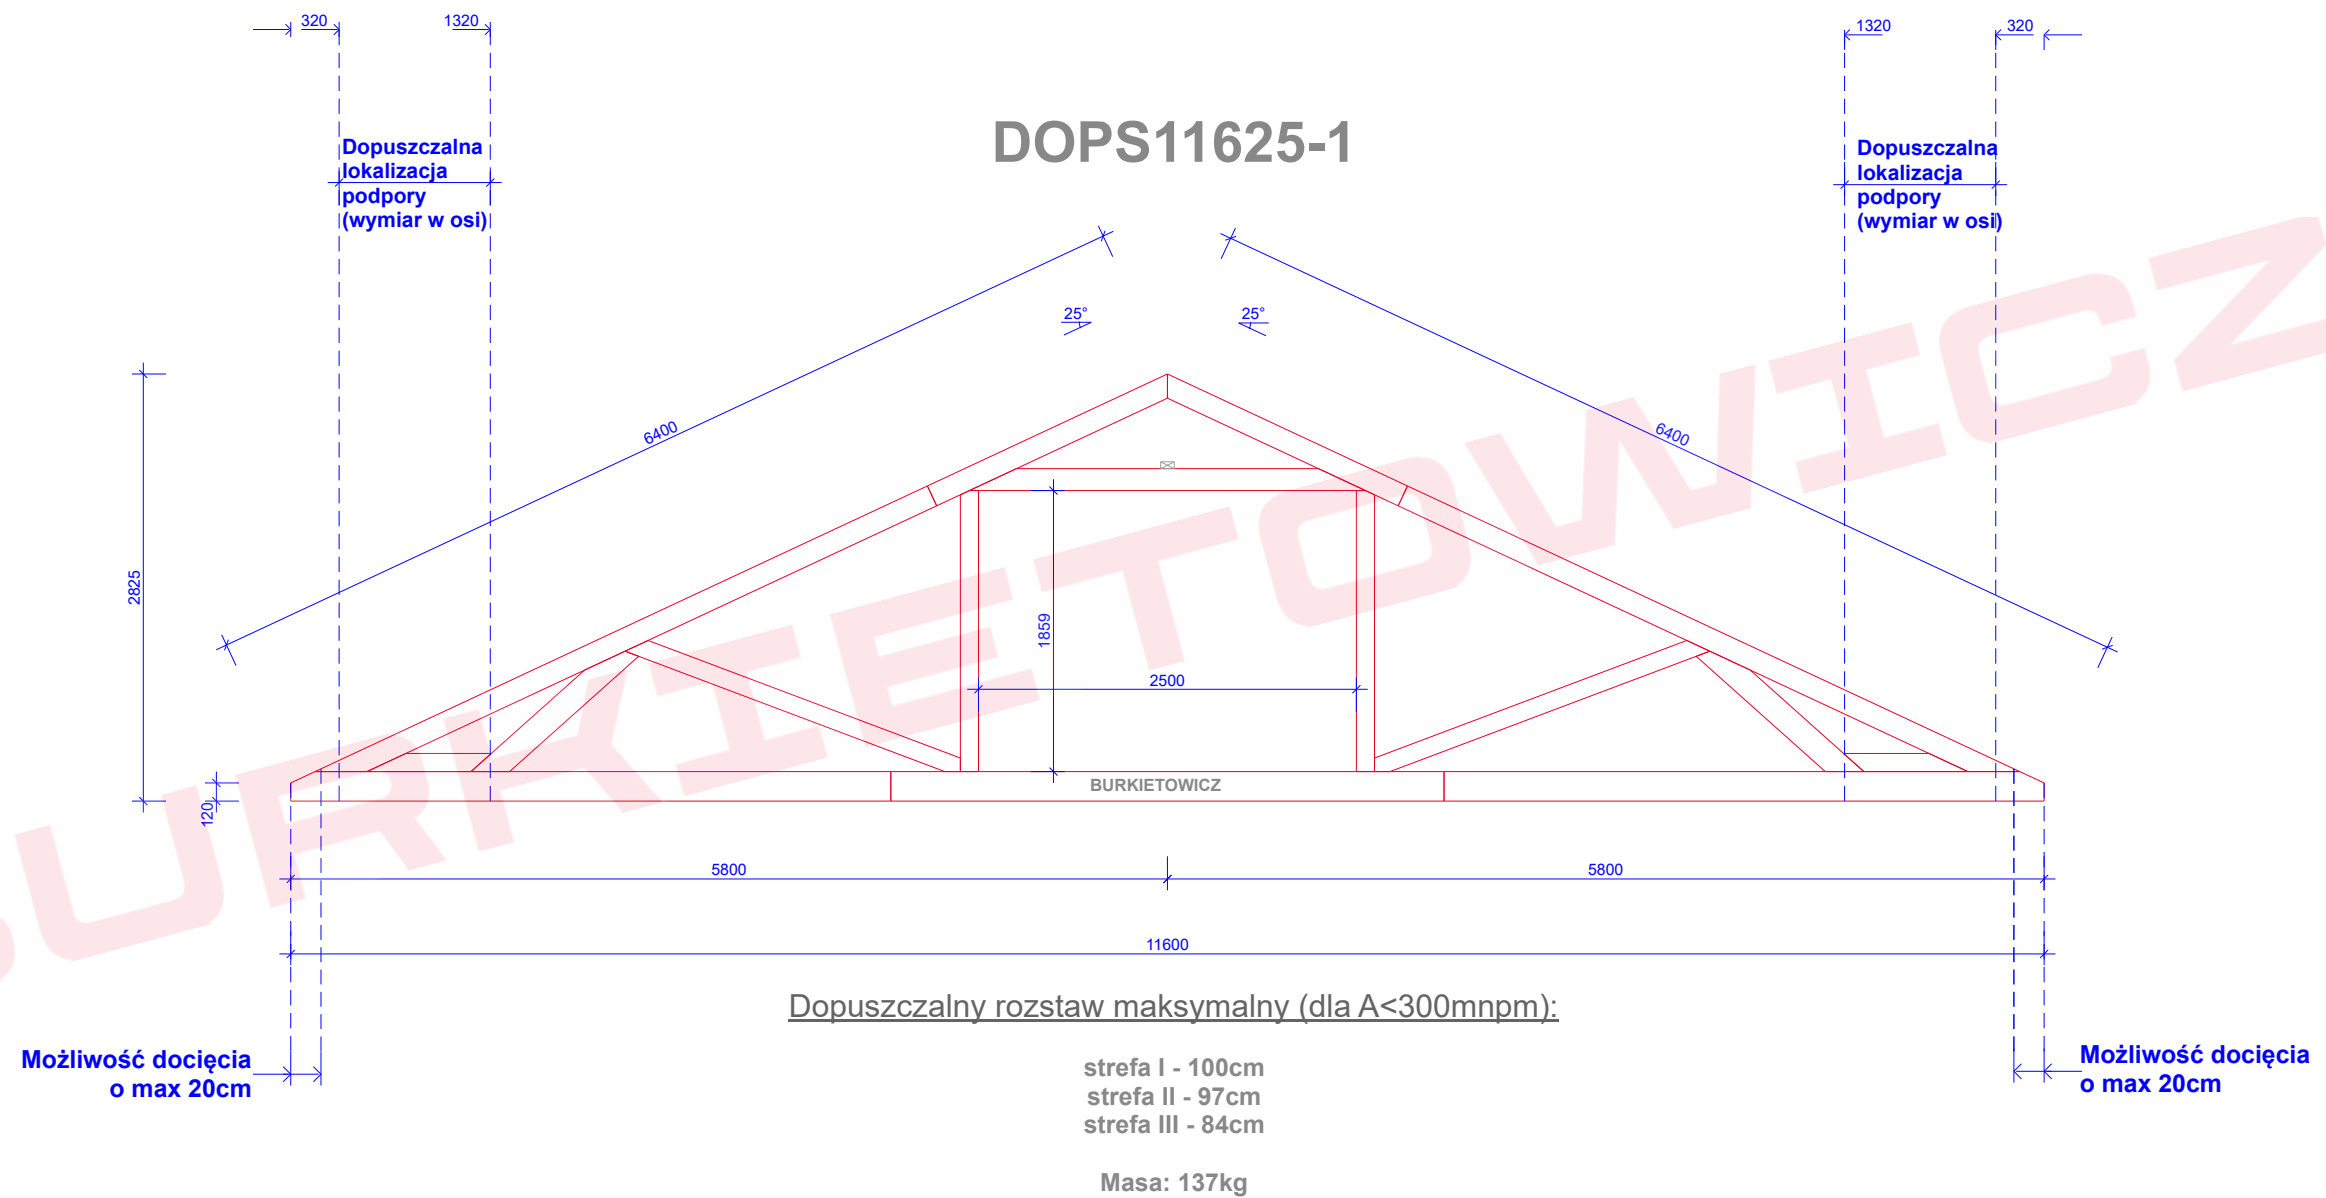 320
1320
1320
320
DOPS11625-1
Dopuszczalna
lokalizacja
podpory
(wymiar w osi)
Dopuszczalna
lokalizacja
podpory
(wymiar w osi)
25°
25°
6400
6400
2825
1859
2500
120
BURKIETOWICZ
5800
5800
11600
Dopuszczalny rozstaw maksymalny (dla A<300mnpm):
Możliwość docięcia
o max 20cm
strefa I - 100cm
strefa II - 97cm
strefa III - 84cm
Możliwość docięcia
o max 20cm
Masa: 137kg
BURKIETOWICZ